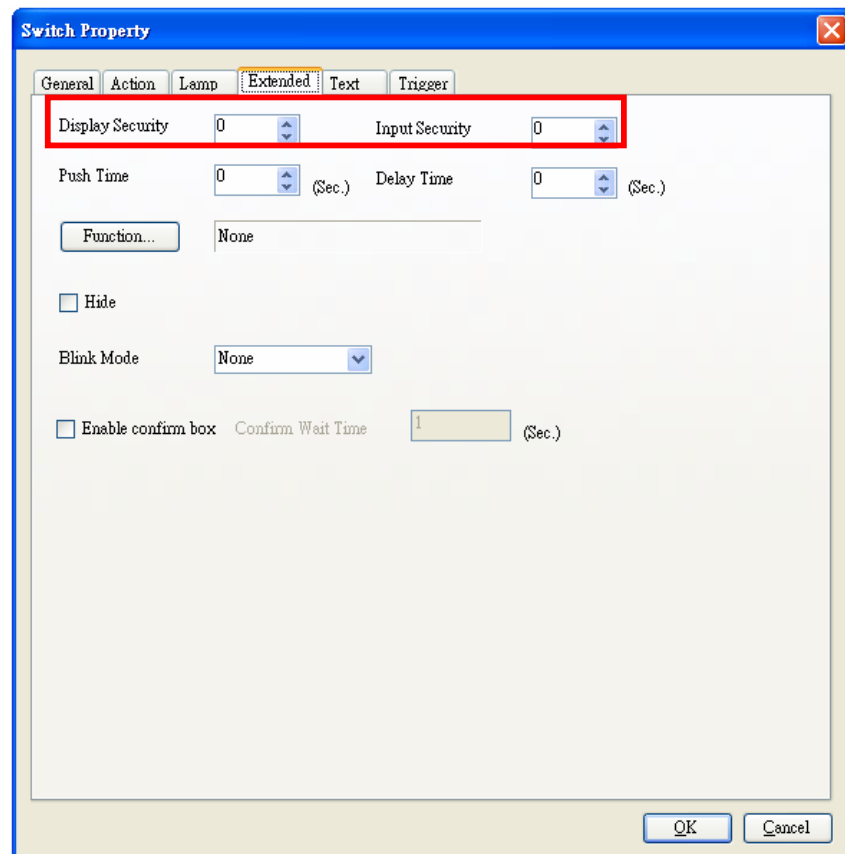 Switch Property
General Action Lamp Extended Text Trigger
Display Security 0 Input Security 0
Push Time 0 (Sec.) Delay Time 0 (Sec.)
Function... None
Hide
Blink Mode None
Enable confirm box Confirm Wait Time 1 (Sec.)
OK Cancel